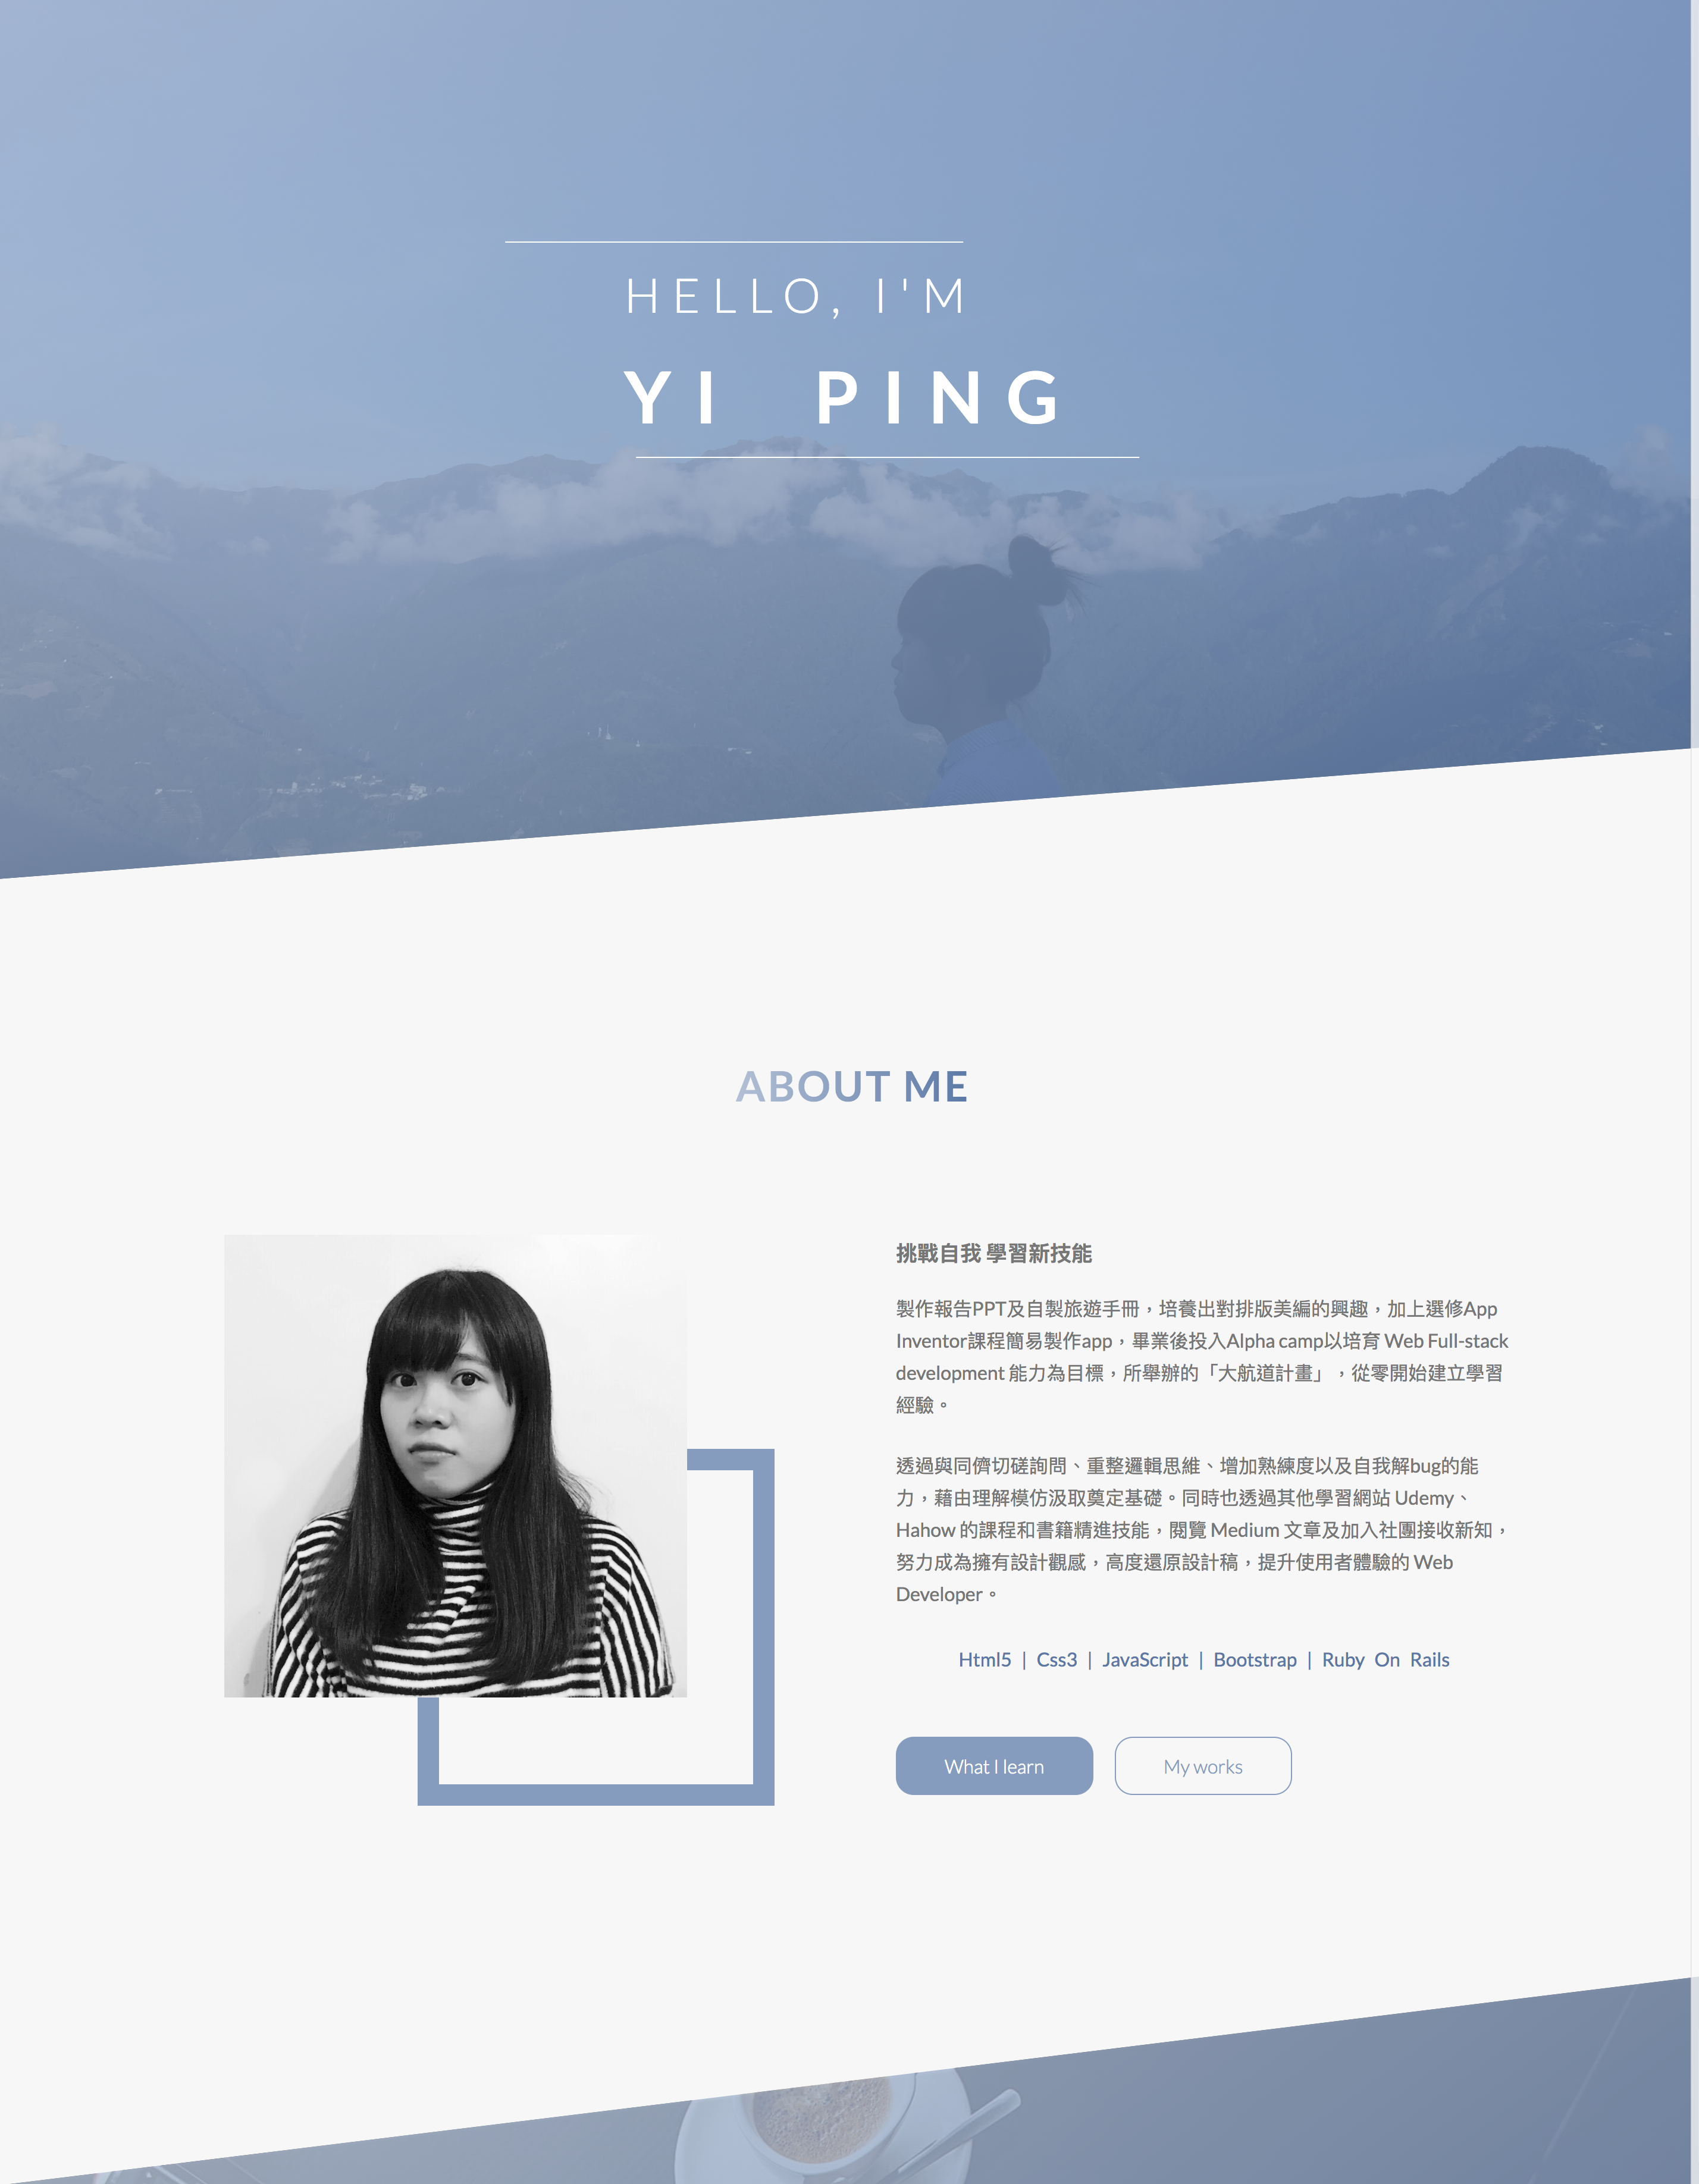 HELLO, I'M
YI PING
ABOUT ME
挑戰自我 學習新技能
製作報告PPT及自製旅遊手冊，培養出對排版美編的興趣，加上選修App
Inventor課程簡易製作app，畢業後投入Alpha camp以培育 Web Full-stack
development 能力為目標，所舉辦的「大航道計畫」，從零開始建立學習
經驗。
透過與同儕切磋詢問、重整邏輯思維、增加熟練度以及自我解bug的能
力，藉由理解模仿汲取奠定基礎。同時也透過其他學習網站 Udemy、
Hahow 的課程和書籍精進技能，閱覽 Medium 文章及加入社團接收新知，
努力成為擁有設計觀感，高度還原設計稿，提升使用者體驗的 Web
Developer。
Html5 | Css3 | JavaScript | Bootstrap | Ruby On Rails
What I learn
My works